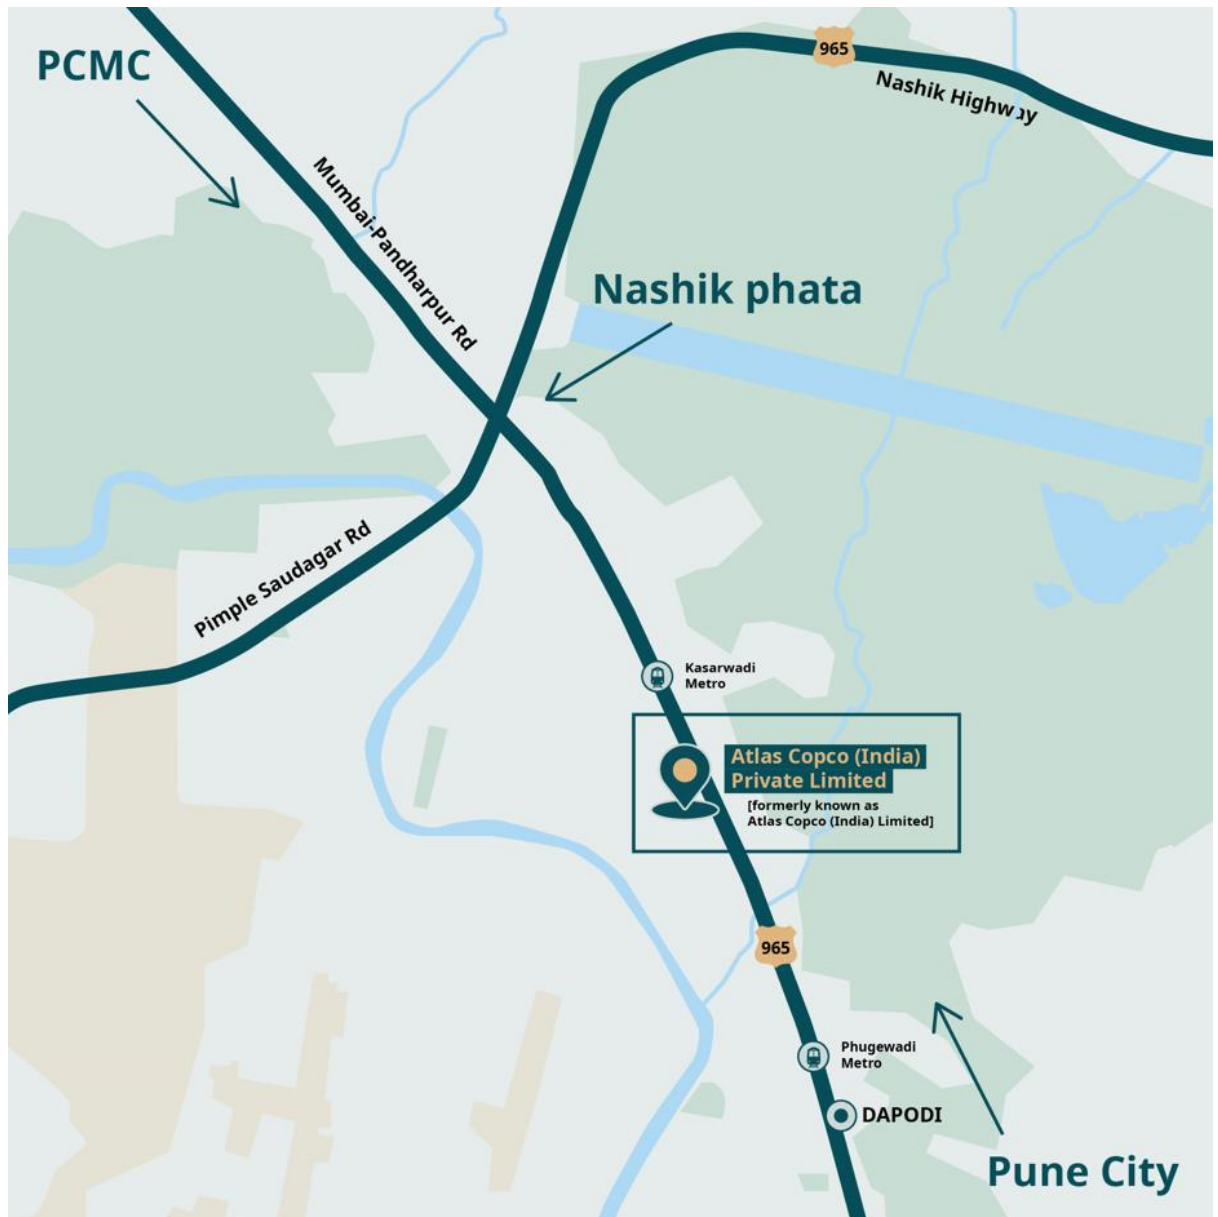 965
PCMC
Nashik Highway
Mumbai-Pandharpur Rd
Nashik phata
Pimple Saudagar Rd
Kasarwadi
Metro
Atlas Copco (India)
Private Limited
[formerly known as
Atlas Copco (India) Limited]
965
Phugewadi
Metro
DAPODI
Pune City